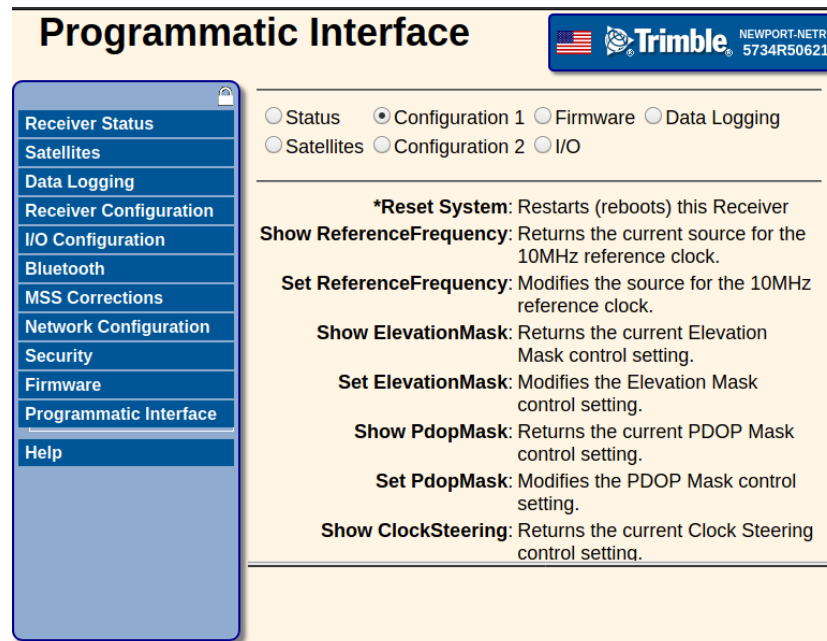 Programmatic Interface
Trimble® NEWPORT-NETR
5734R50621
Receiver Status
Satellites
Data Logging
Receiver Configuration
I/O Configuration
Bluetooth
MSS Corrections
Network Configuration
Security
Firmware
Programmatic Interface
Help
Status Configuration 1 Firmware Data Logging
Satellites Configuration 2 I/O
*Reset System: Restarts (reboots) this Receiver
Show ReferenceFrequency: Returns the current source for the
10MHz reference clock.
Set ReferenceFrequency: Modifies the source for the 10MHz
reference clock.
Show ElevationMask: Returns the current Elevation
Mask control setting.
Set ElevationMask: Modifies the Elevation Mask
control setting.
Show PdopMask: Returns the current PDOP Mask
control setting.
Set PdopMask: Modifies the PDOP Mask control
setting.
Show ClockSteering: Returns the current Clock Steering
control setting.